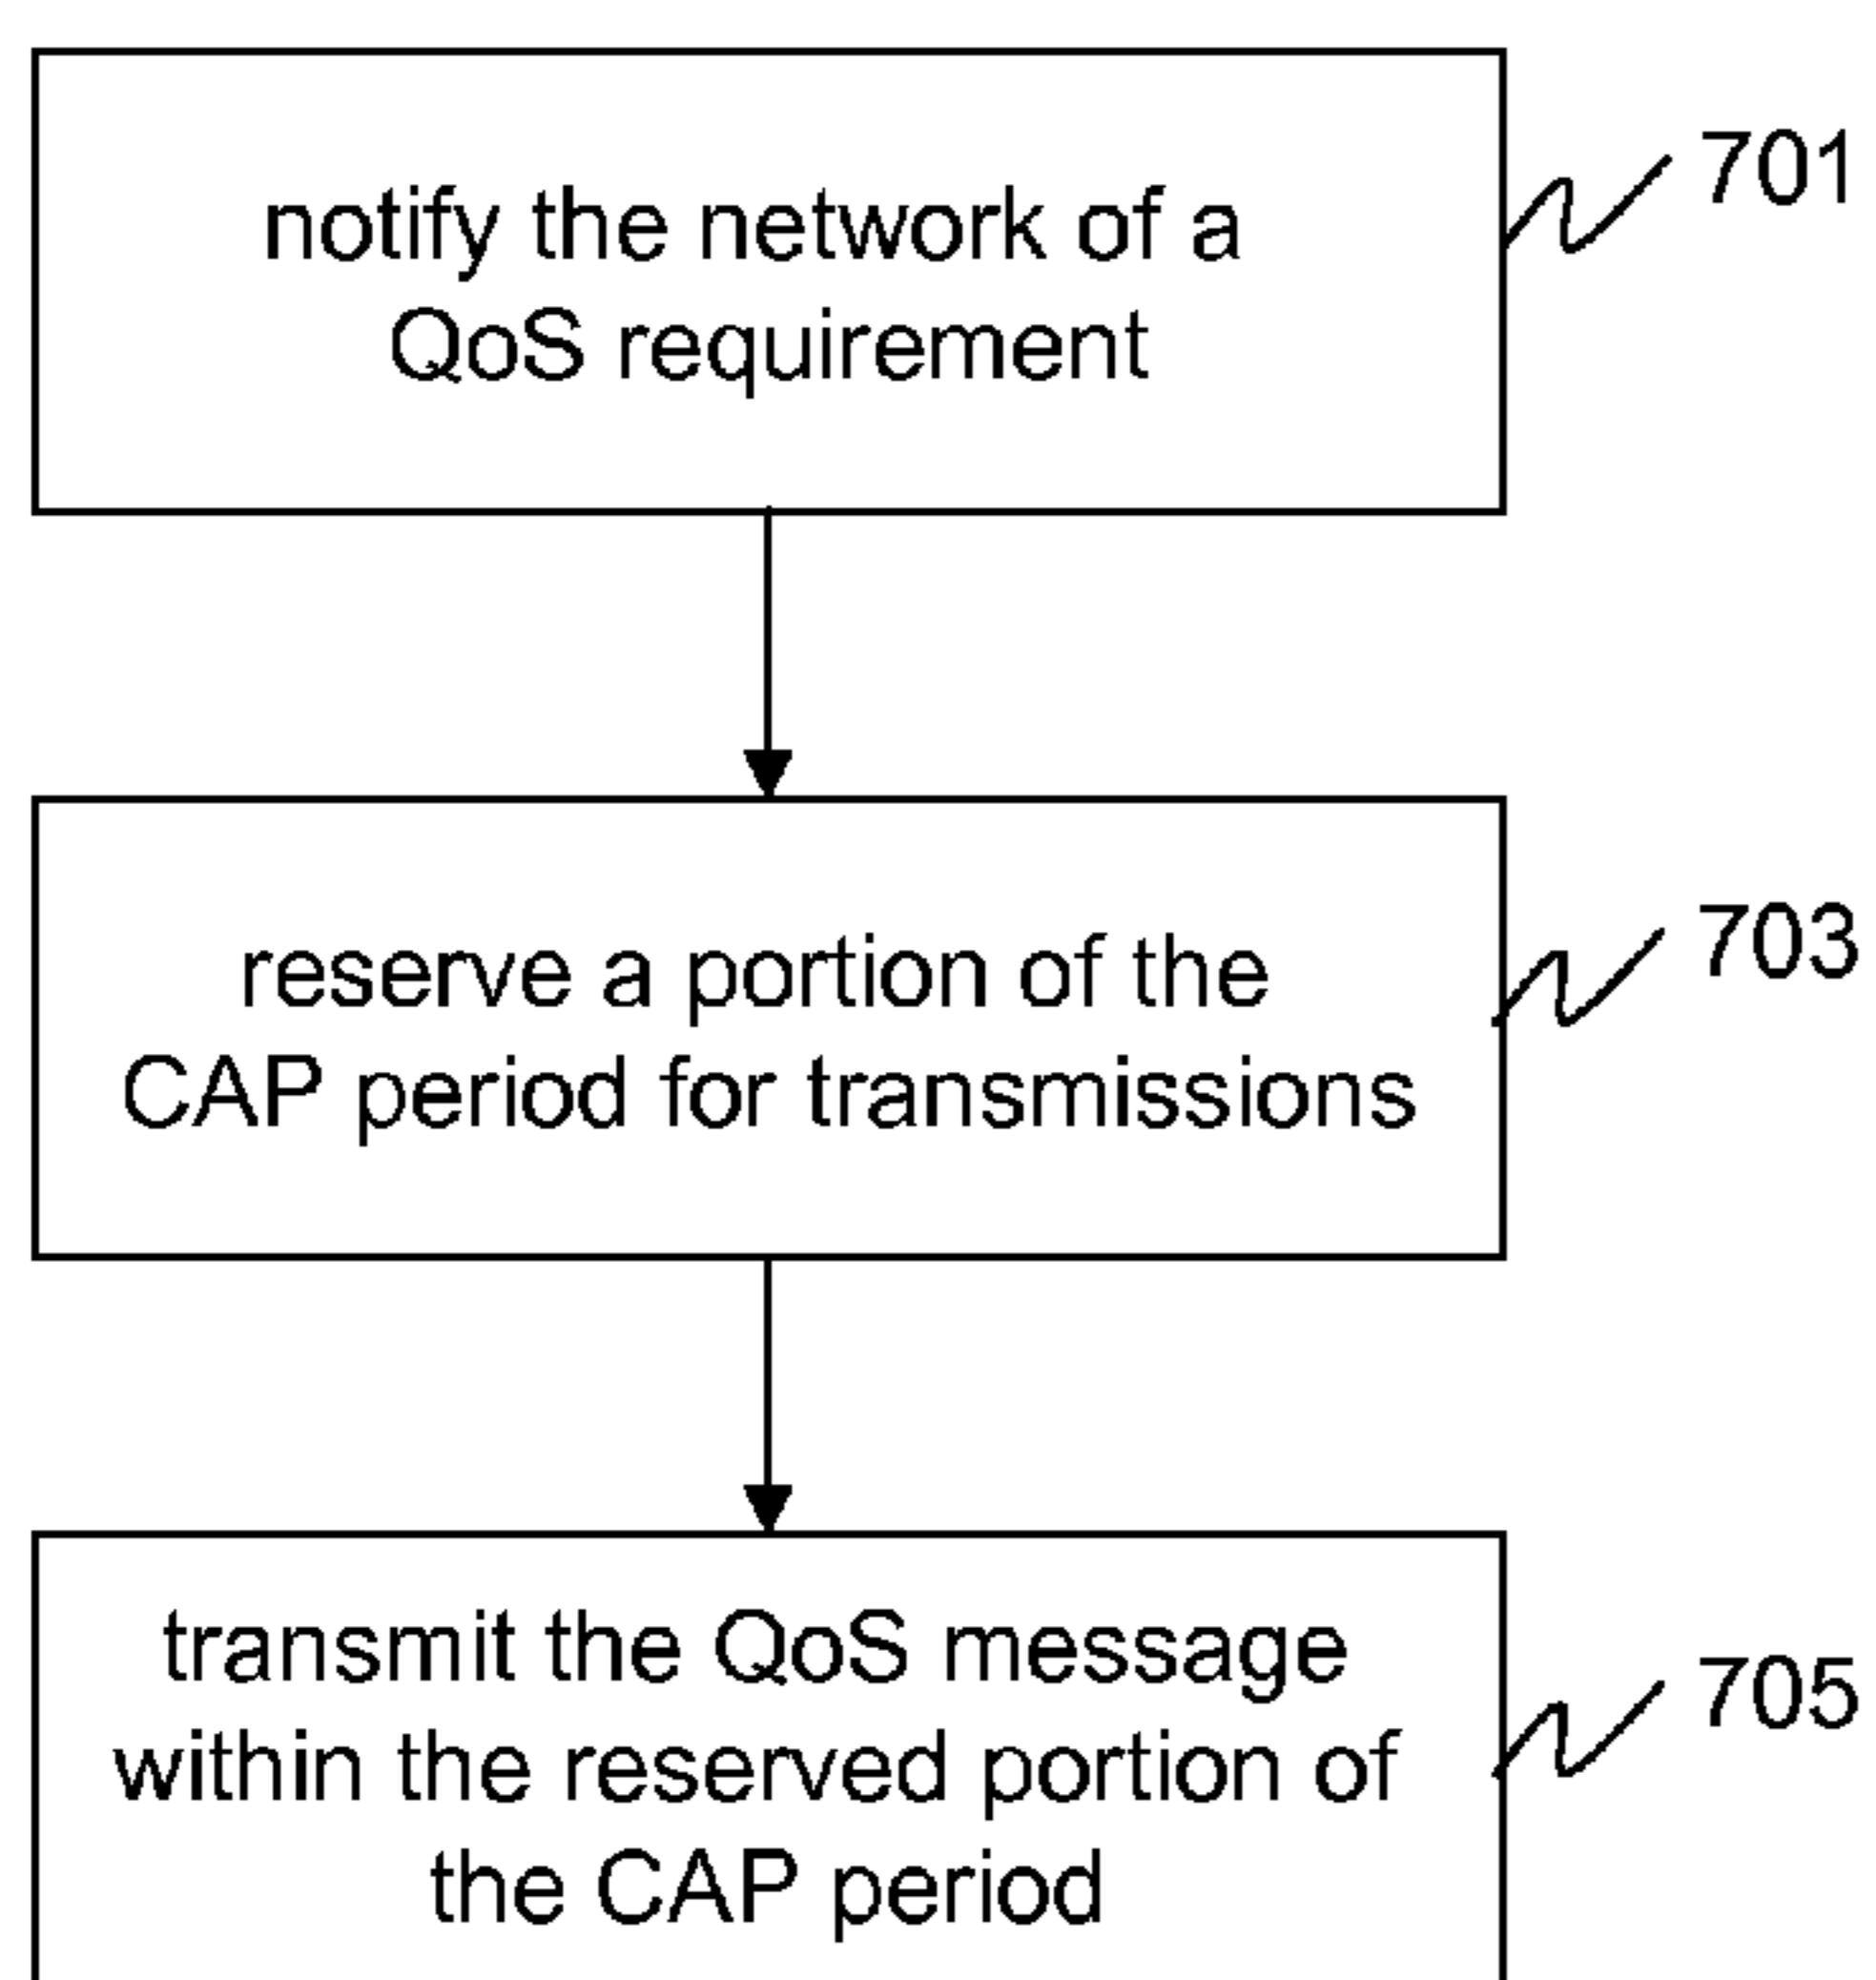 notify the network of a
QoS requirement
701
reserve a portion of the
CAP period for transmissions
703
transmit the QoS message
within the reserved portion of
the CAP period
705